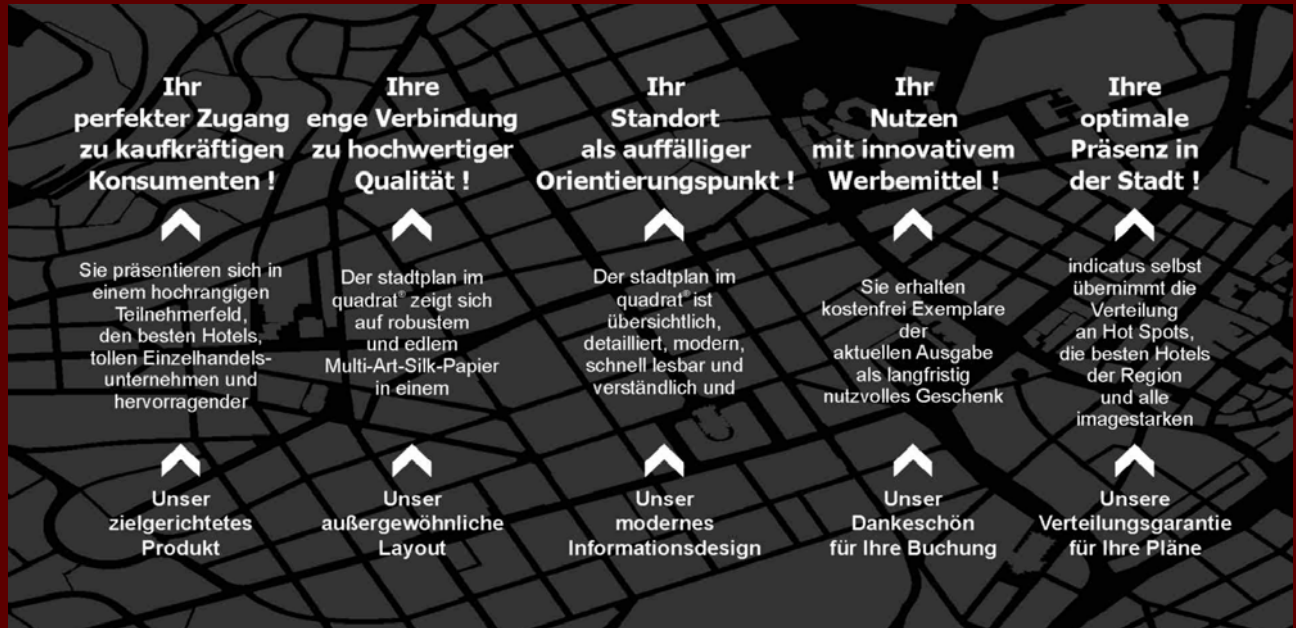 Ihr
perfekter Zugang
zu kaufkräftigen
Konsumenten !
Sie präsentieren sich in
einem hochrangigen
Teilnehmerfeld,
den besten Hotels,
tollen Einzelhandels-
unternehmen und
hervorragender
Unser
zielgerichtetes
Produkt
Ihre
enge Verbindung
zu hochwertiger
Qualität !
Der stadtplan im
quadrat® zeigt sich
auf robustem
und edlem
Multi-Art-Silk-Papier
in einem
Unser
außergewöhnliche
Layout
Ihr
Standort
als auffälliger
Orientierungspunkt !
Der stadtplan im
quadrat® ist
übersichtlich,
detailliert, modern,
schnell lesbar und
verständlich und
Unser
modernes
Informationsdesign
Ihr
Nutzen
mit innovativem
Werbemittel !
Sie erhalten
kostenfrei Exemplare
der
aktuellen Ausgabe
als langfristig
nutzvolles Geschenk
Unser
Dankeschön
für Ihre Buchung
Ihre
optimale
Präsenz in
der Stadt !
indicatus selbst
übernimmt die
Verteilung
an Hot Spots,
die besten Hotels
der Region
und alle
imagestarken
Unsere
Verteilungsgarantie
für Ihre Pläne